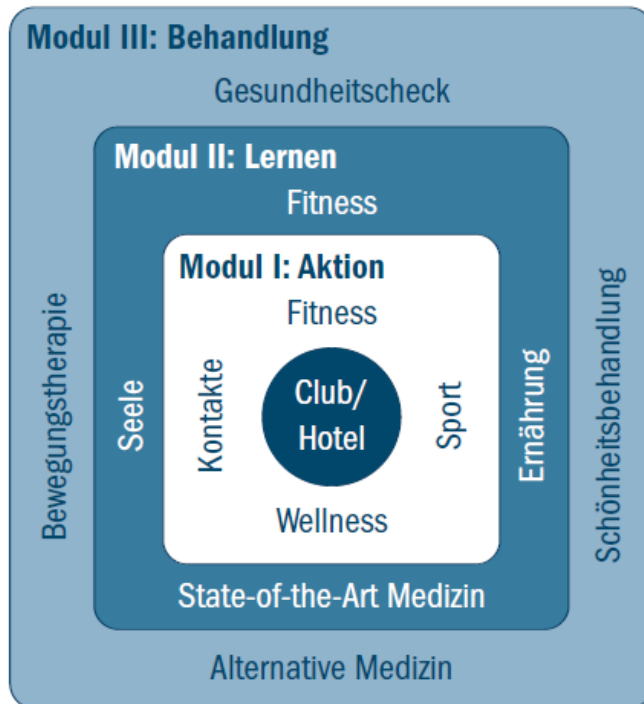 Modul III: Behandlung
Gesundheitscheck
Modul II: Lernen
Fitness
Modul I: Aktion
Fitness
Bewegungstherapie
Seele
Kontakte
Club/
Hotel
Sport
Ernährung
Schönheitsbehandlung
Wellness
State-of-the-Art Medizin
Alternative Medizin